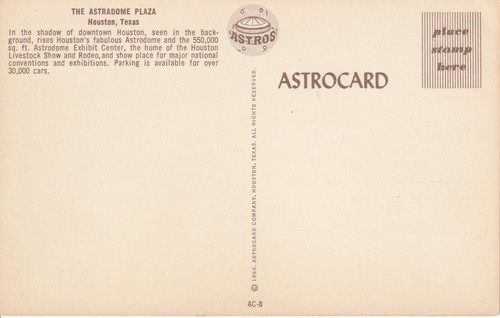 THE ASTRADOME PLAZA
Houston, Texas
In the shadow of downtown Houston, seen in the back-
ground, rises Houston's fabulous Astrodome and the 550,000
sq. ft. Astrodome Exhibit Center, the home of the Houston
Livestock Show and Rodeo, and show place for major national
conventions and exhibitions. Parking is available for over
30,000 cars.
ASTROS
ASTROCARD
place
stamp
here
© 1966. ASTROCARD COMPANY, HOUSTON, TEXAS. ALL RIGHTS RESERVED.
AC-8